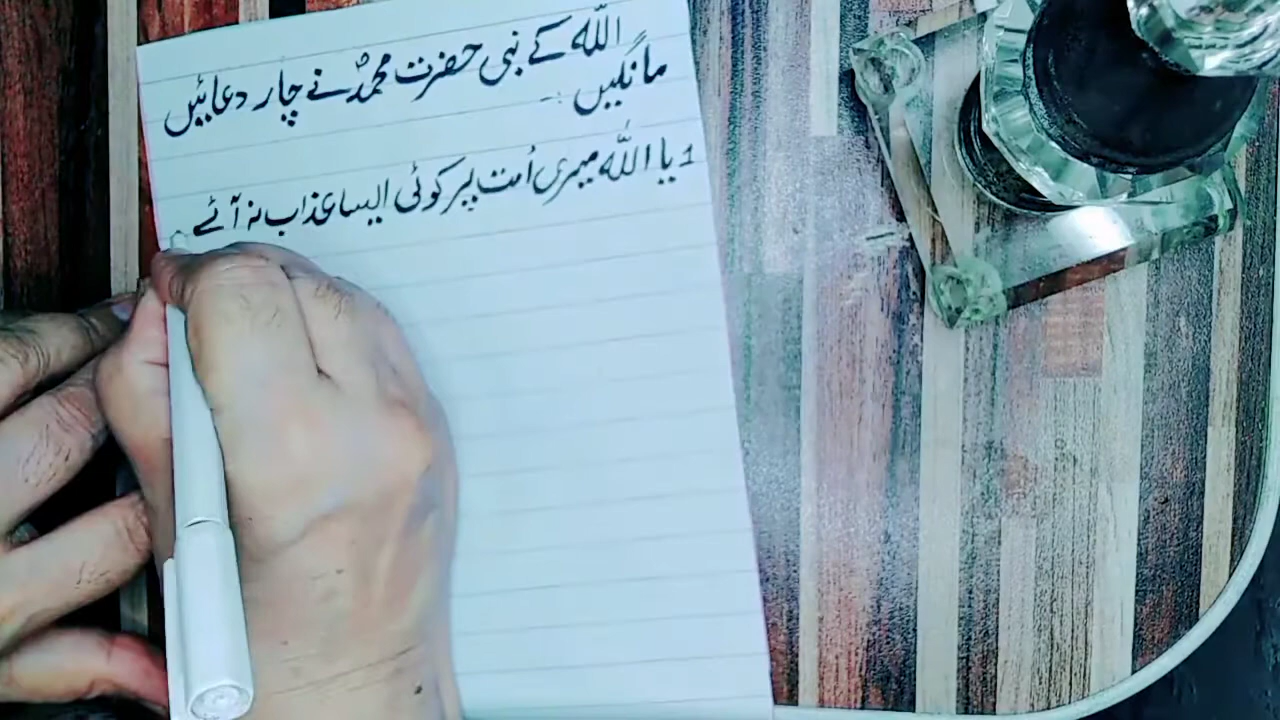 اللہ کے نبی حضرت محمدؐ نے چار دعائیں
مانگیں :-
1 یا اللہ میری اُمت پر کوئی ایسا عذاب نہ آئے